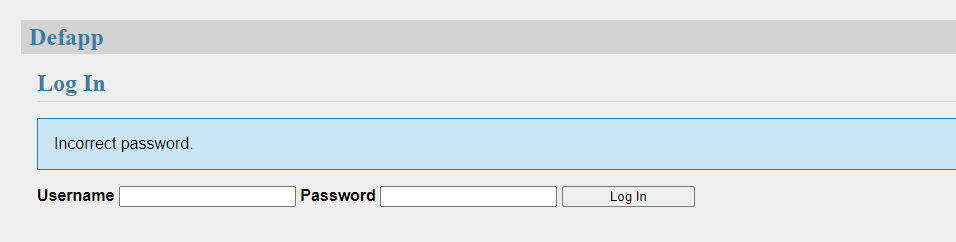 Defapp
Log In
Incorrect password.
Username Password Log In